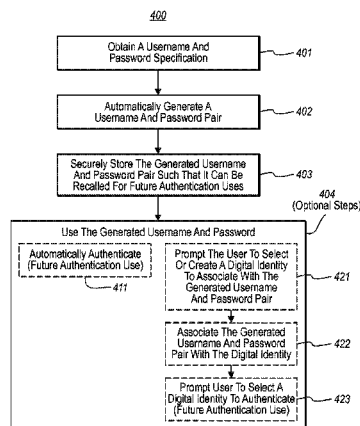 400
Obtain A Username And
Password Specification
401
Automatically Generate A
Username And Password Pair
402
Securely Store The Generated Username
And Password Pair Such That It Can Be
Recalled For Future Authentication Uses
403
404
(Optional Steps)
Use The Generated Username And Password
Automatically Authenticate
(Future Authentication Use)
411
Prompt The User To Select
Or Create A Digital Identity
To Associate With The
Generated Username
And Password Pair
421
Associate The Generated
Username And Password
Pair With The Digital Identity
422
Prompt User To Select A
Digital Identity To Authenticate
(Future Authentication Use)
423